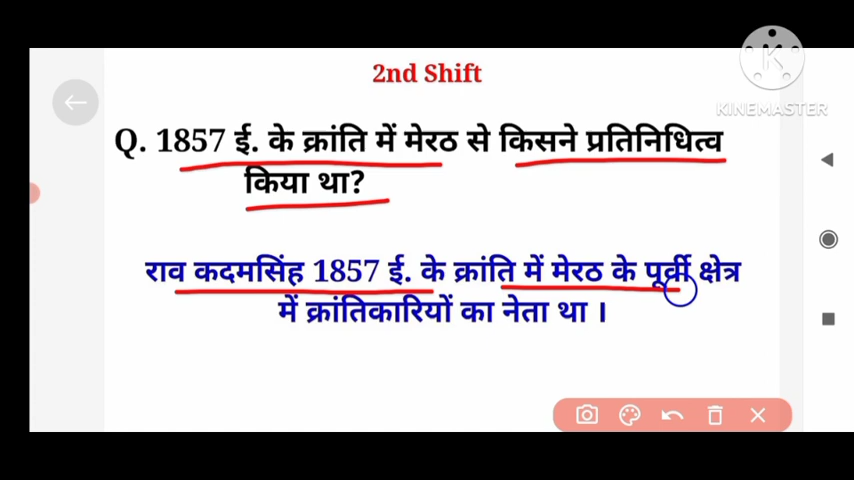 2nd Shift
KINEMASTER
Q. 1857 ई. के क्रांति में मेरठ से किसने प्रतिनिधित्व
किया था?
राव कदमसिंह 1857 ई. के क्रांति में मेरठ के पूर्वी क्षेत्र
में क्रांतिकारियों का नेता था ।